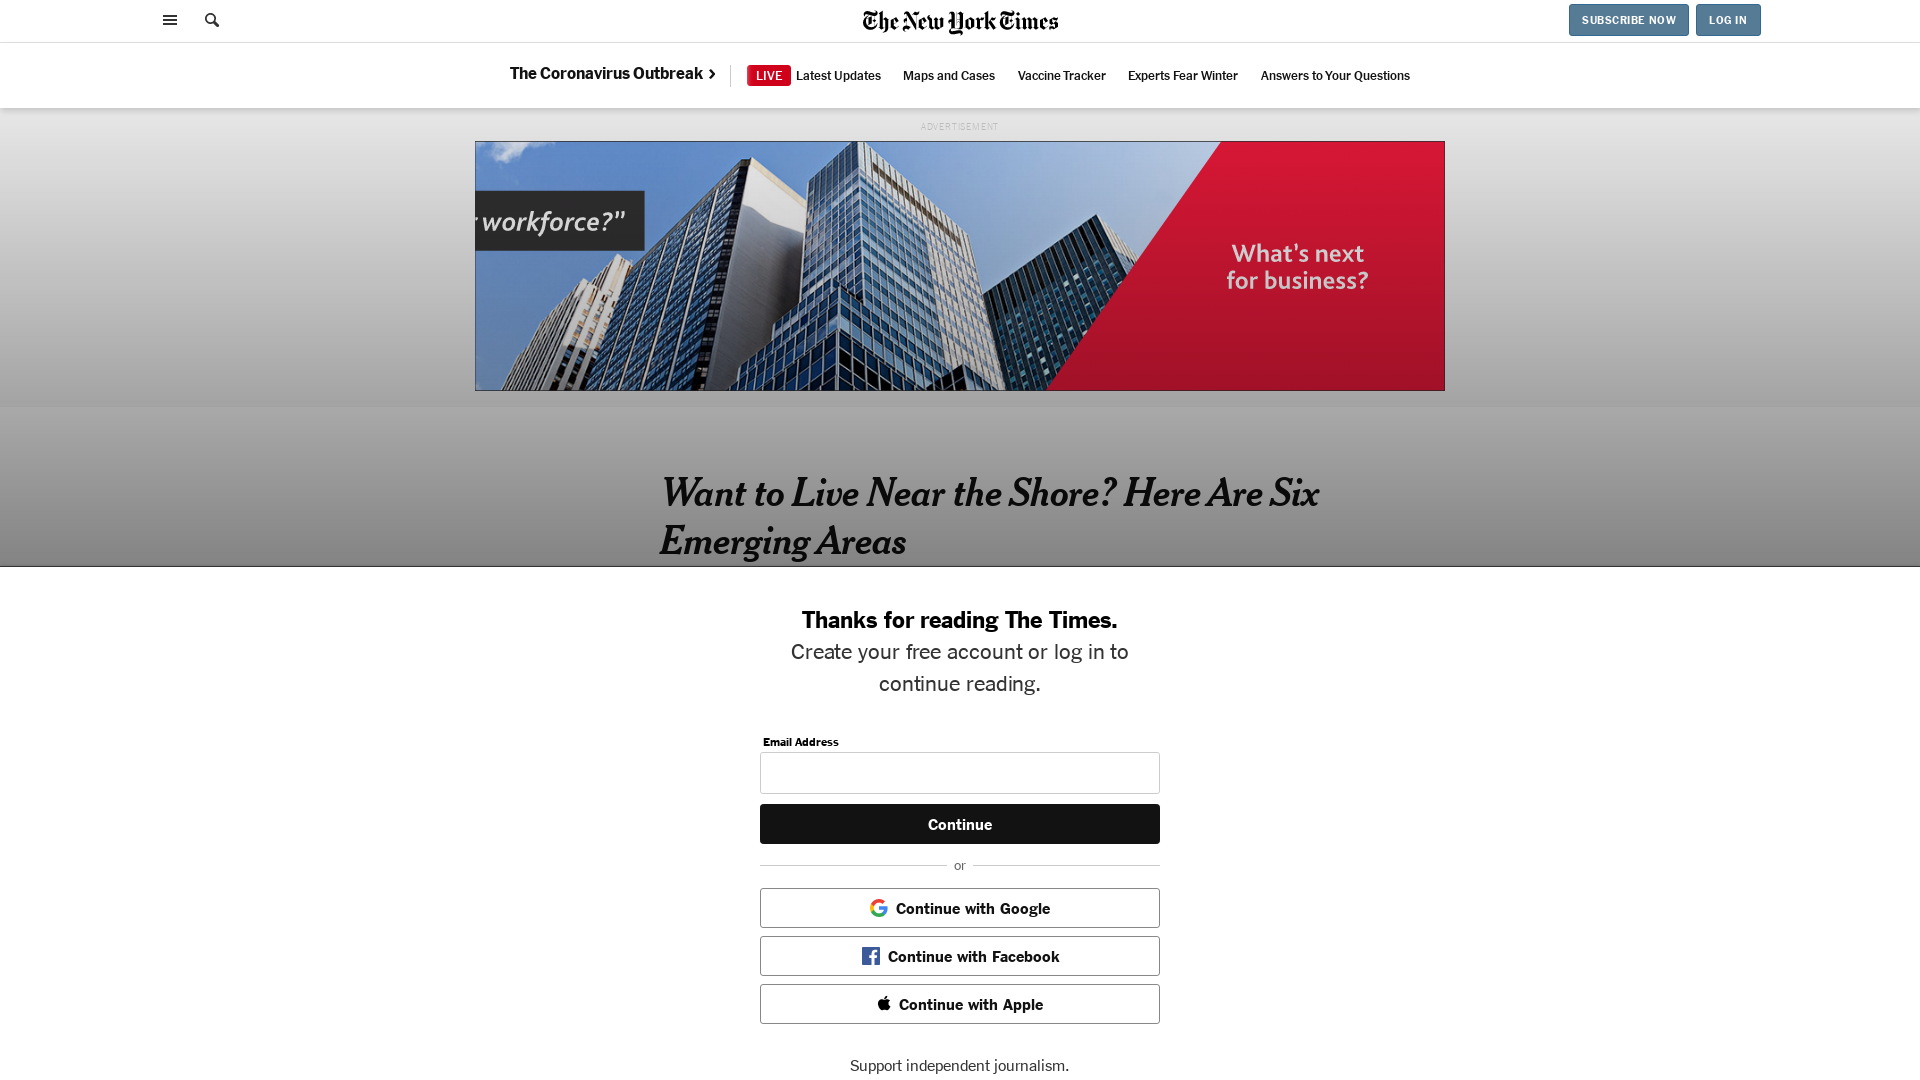 The New York Times
SUBSCRIBE NOW
LOG IN
The Coronavirus Outbreak
LIVE Latest Updates
Maps and Cases
Vaccine Tracker
Experts Fear Winter
Answers to Your Questions
ADVERTISEMENT
workforce?"
What's next
for business?
Want to Live Near the Shore? Here Are Six
Emerging Areas
Thanks for reading The Times.
Create your free account or log in to
continue reading.
Email Address
Continue
or
Continue with Google
Continue with Facebook
Continue with Apple
Support independent journalism.